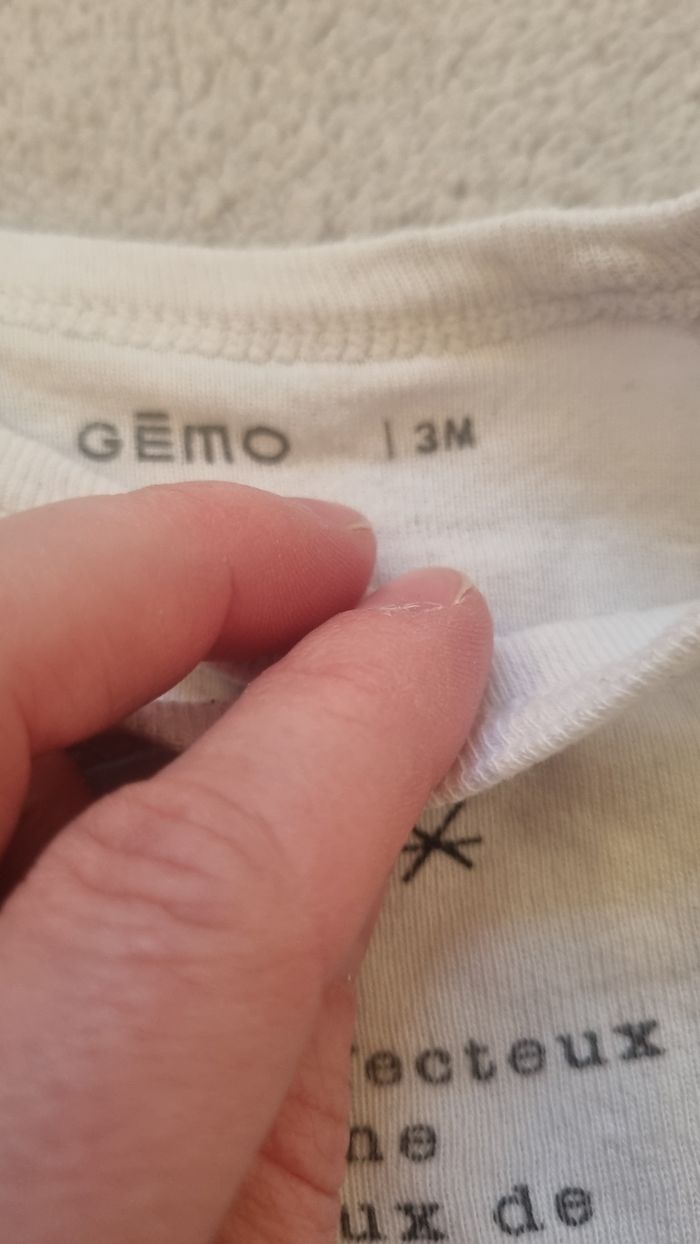 GĒMO | 3M
ecteux
ne
ux de